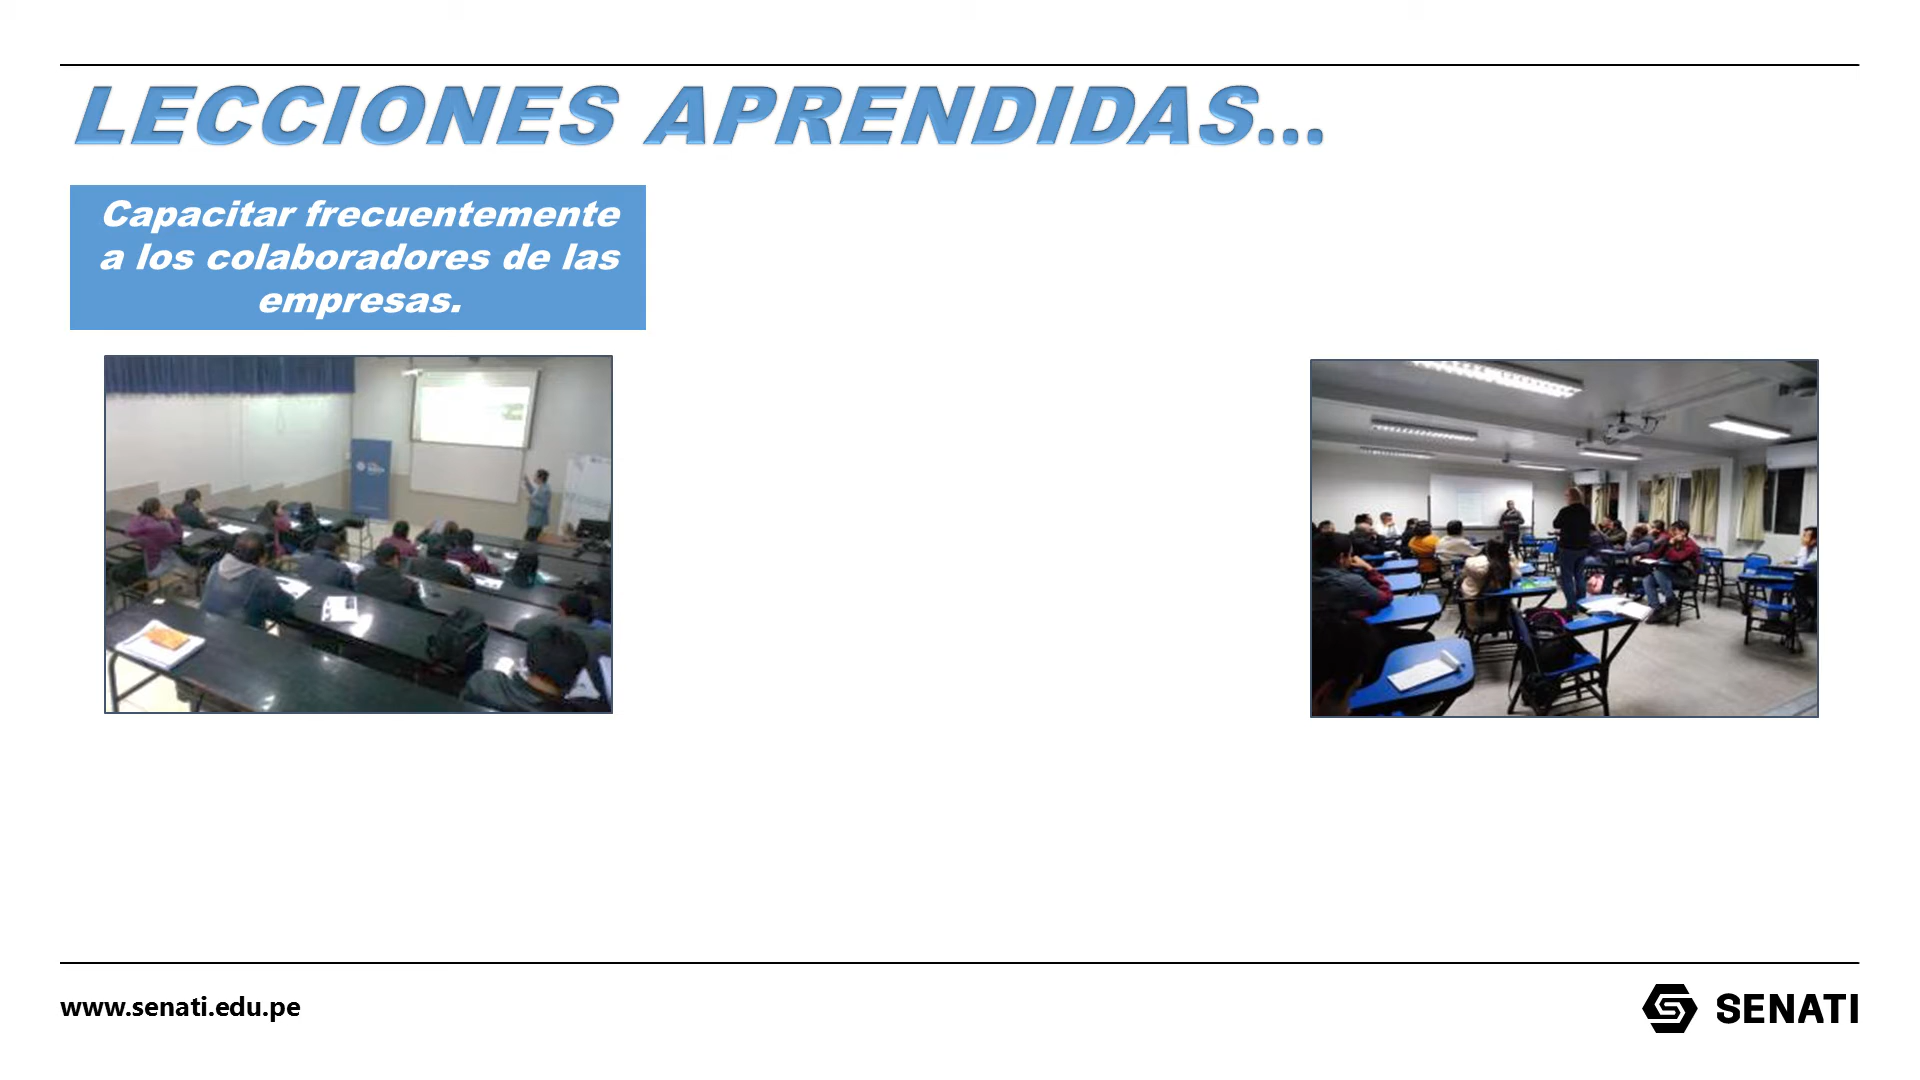 LECCIONES APRENDIDAS...
Capacitar frecuentemente
a los colaboradores de las
empresas.
www.senati.edu.pe
SENATI